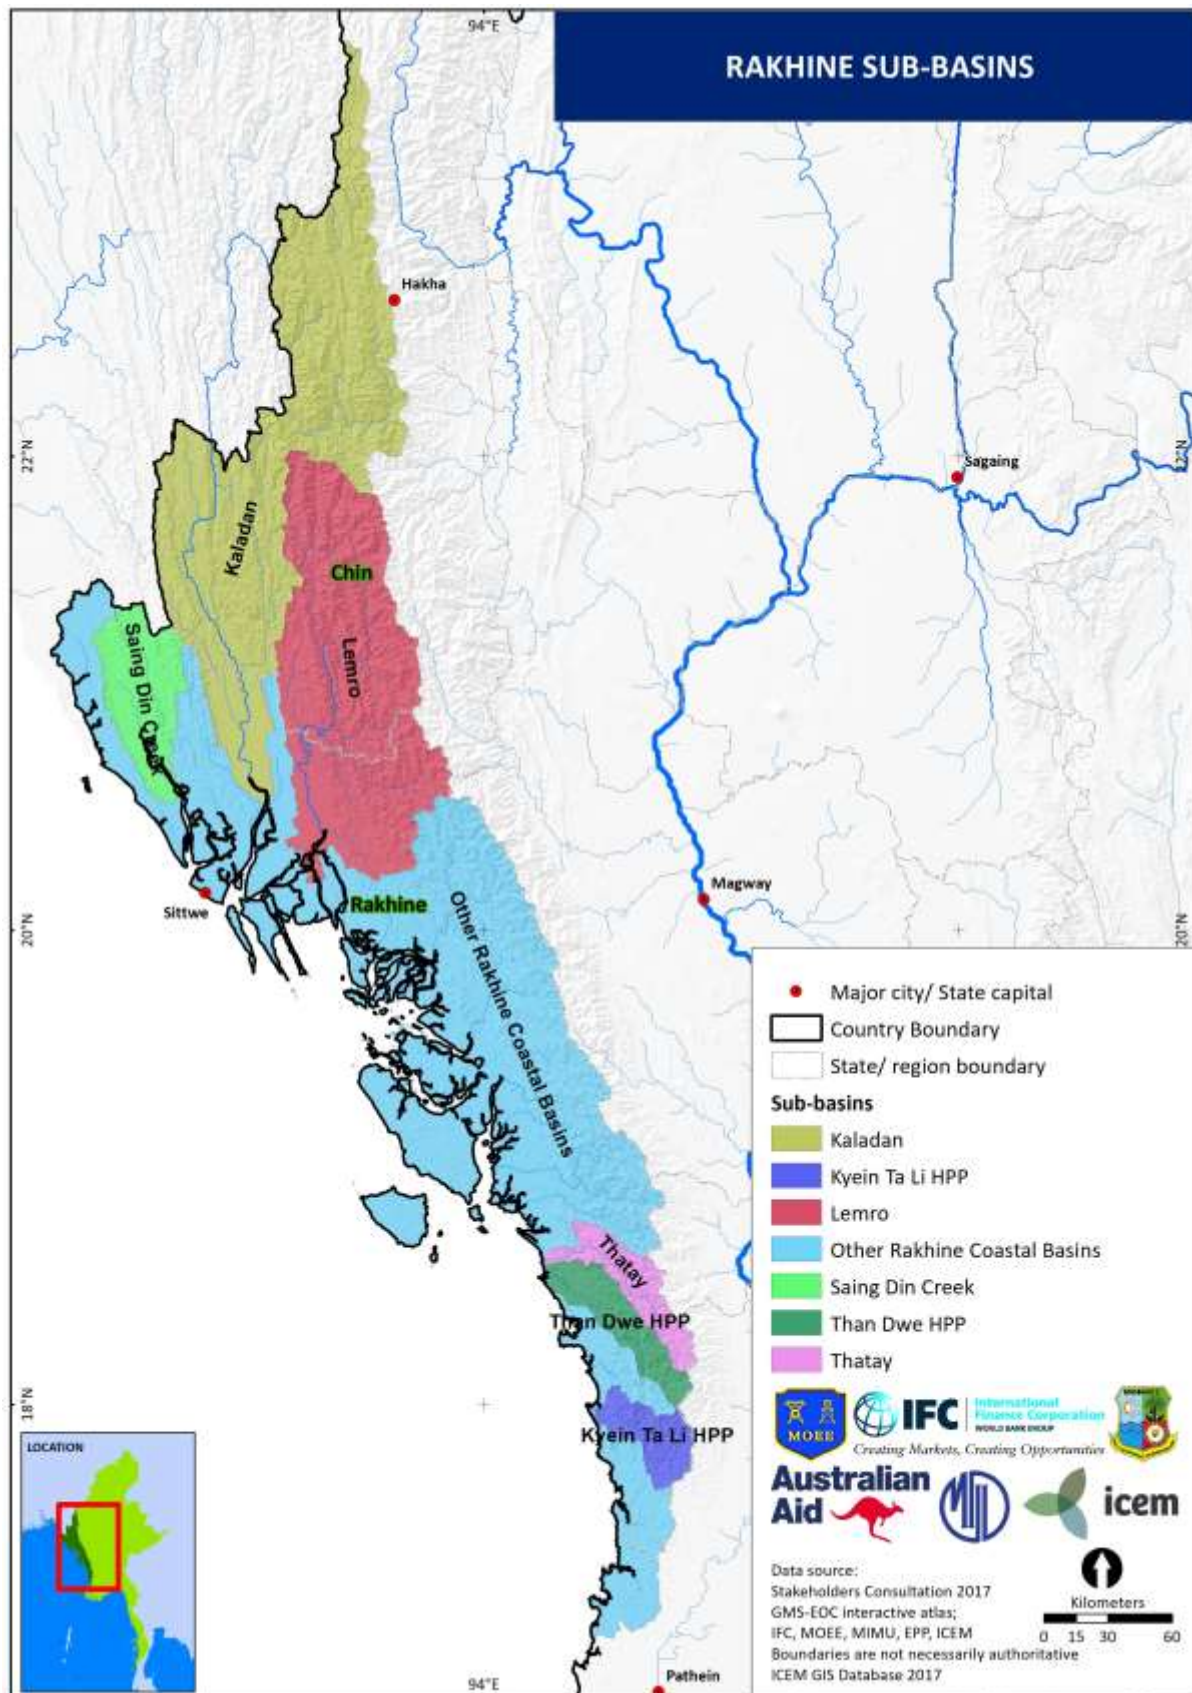 94°E
RAKHINE SUB-BASINS
Hakha
22°N
22°N
Sagaing
Kaladan
Chin
Saing Din Creek
Lemro
Magway
Sittwe
Rakhine
Other Rakhine Coastal Basins
20°N
20°N
Major city/ State capital
Country Boundary
State/ region boundary
Sub-basins
Kaladan
Kyein Ta Li HPP
Lemro
Other Rakhine Coastal Basins
Saing Din Creek
Than Dwe HPP
Thatay
Thatay
Than Dwe HPP
18°N
Kyein Ta Li HPP
MOEE
IFC
International
Finance Corporation
WORLD BANK GROUP
Creating Markets, Creating Opportunities
Australian
Aid
icem
LOCATION
Data source:
Stakeholders Consultation 2017
GMS-EOC interactive atlas;
IFC, MOEE, MIMU, EPP, ICEM
Boundaries are not necessarily authoritative
ICEM GIS Database 2017
Kilometers
0 15 30 60
94°E
Pathein